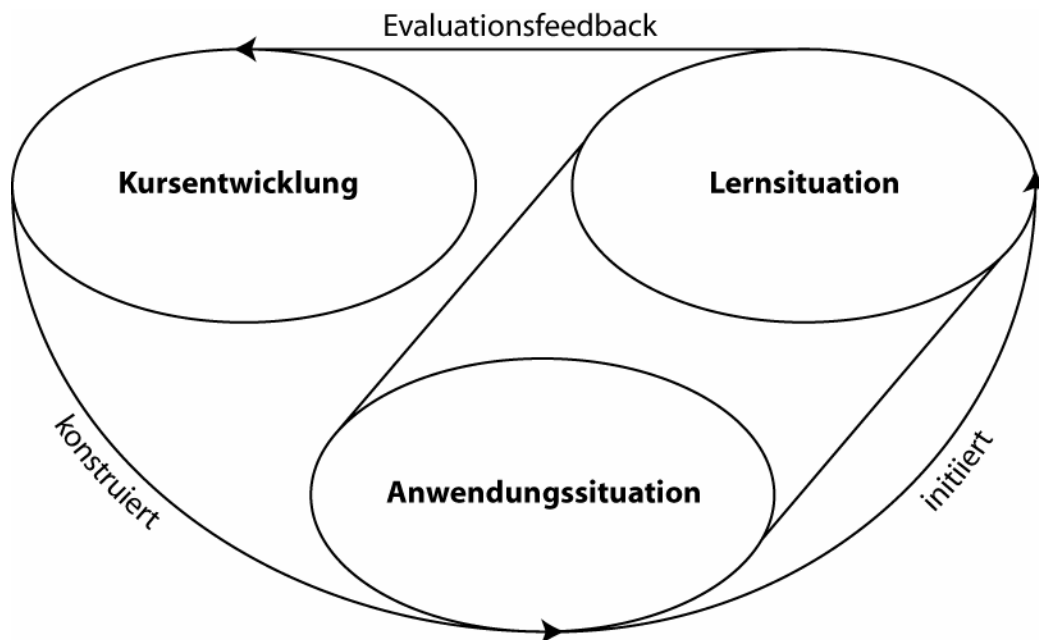 Evaluationsfeedback
Kursentwicklung
Lernsituation
konstruiert
Anwendungssituation
initiiert